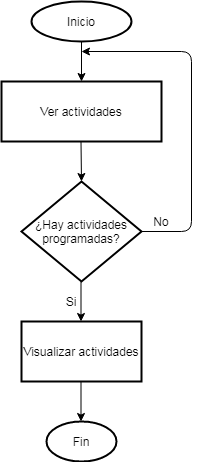 Inicio
Ver actividades
¿Hay actividades
programadas?
No
Si
Visualizar actividades
Fin